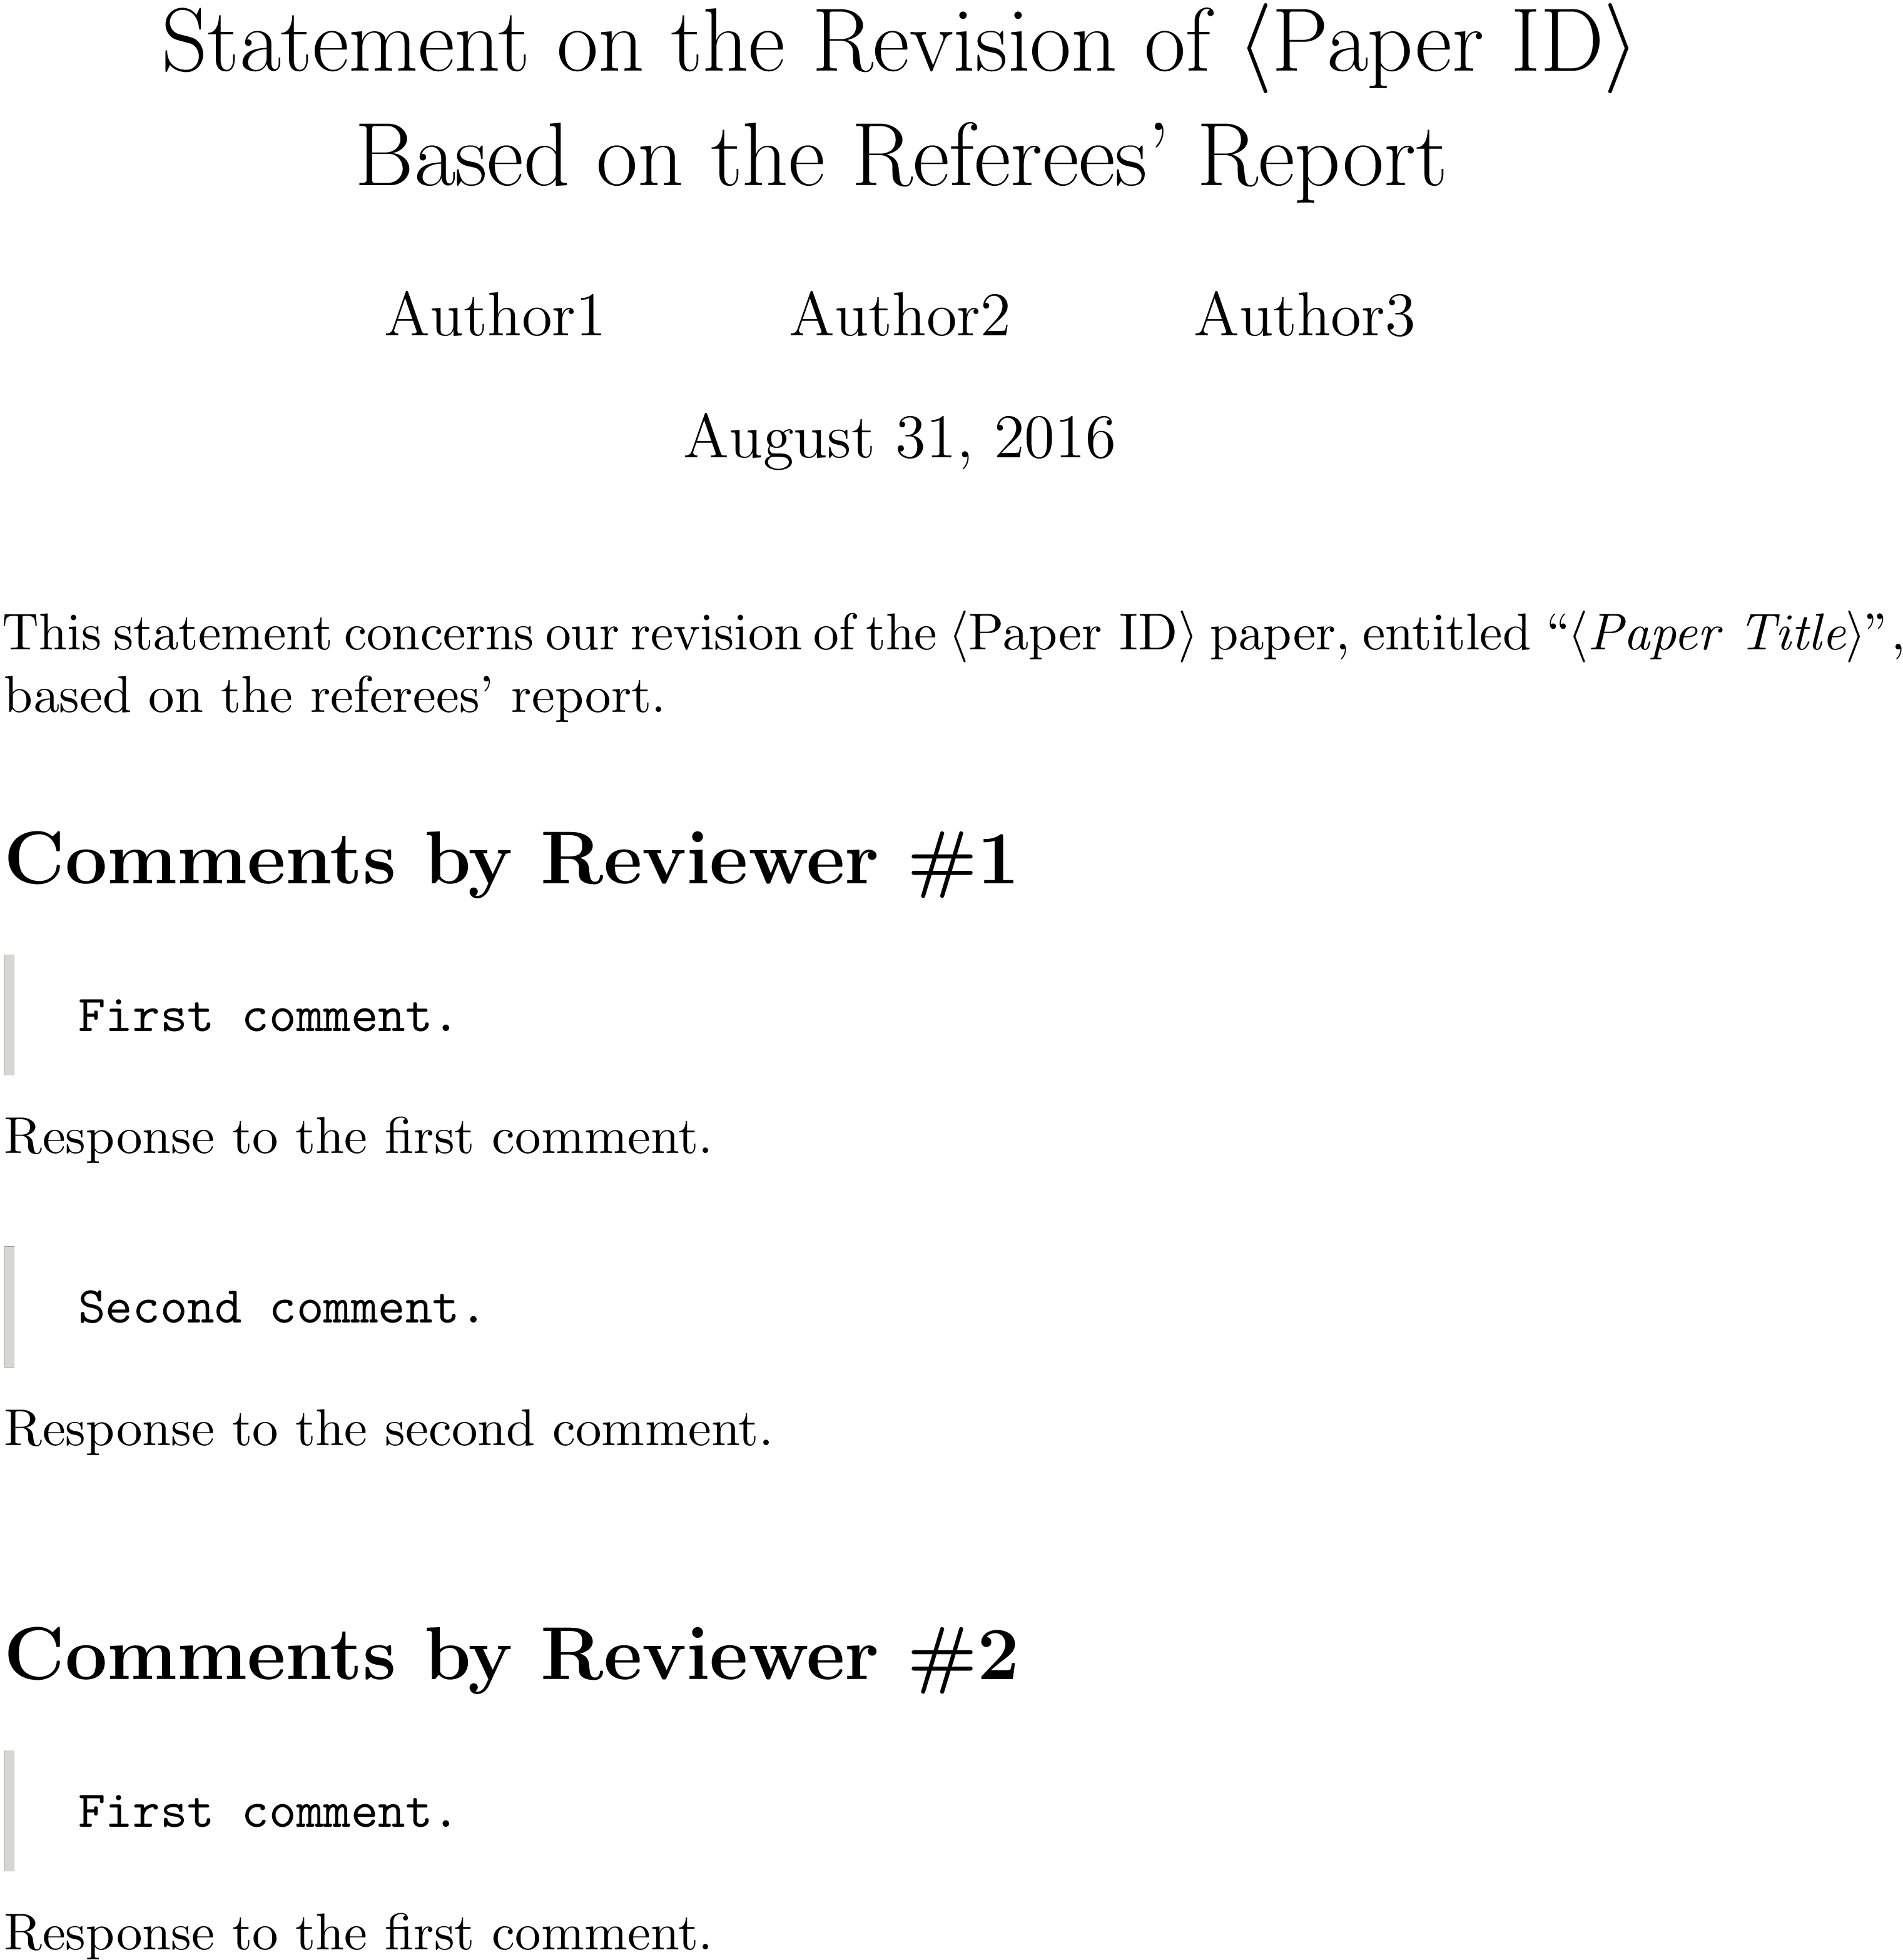 Statement on the Revision of ⟨Paper ID⟩
Based on the Referees’ Report
Author1 Author2 Author3
August 31, 2016
This statement concerns our revision of the ⟨Paper ID⟩ paper, entitled “⟨Paper Title⟩”,
based on the referees’ report.
Comments by Reviewer #1
First comment.
Response to the first comment.
Second comment.
Response to the second comment.
Comments by Reviewer #2
First comment.
Response to the first comment.